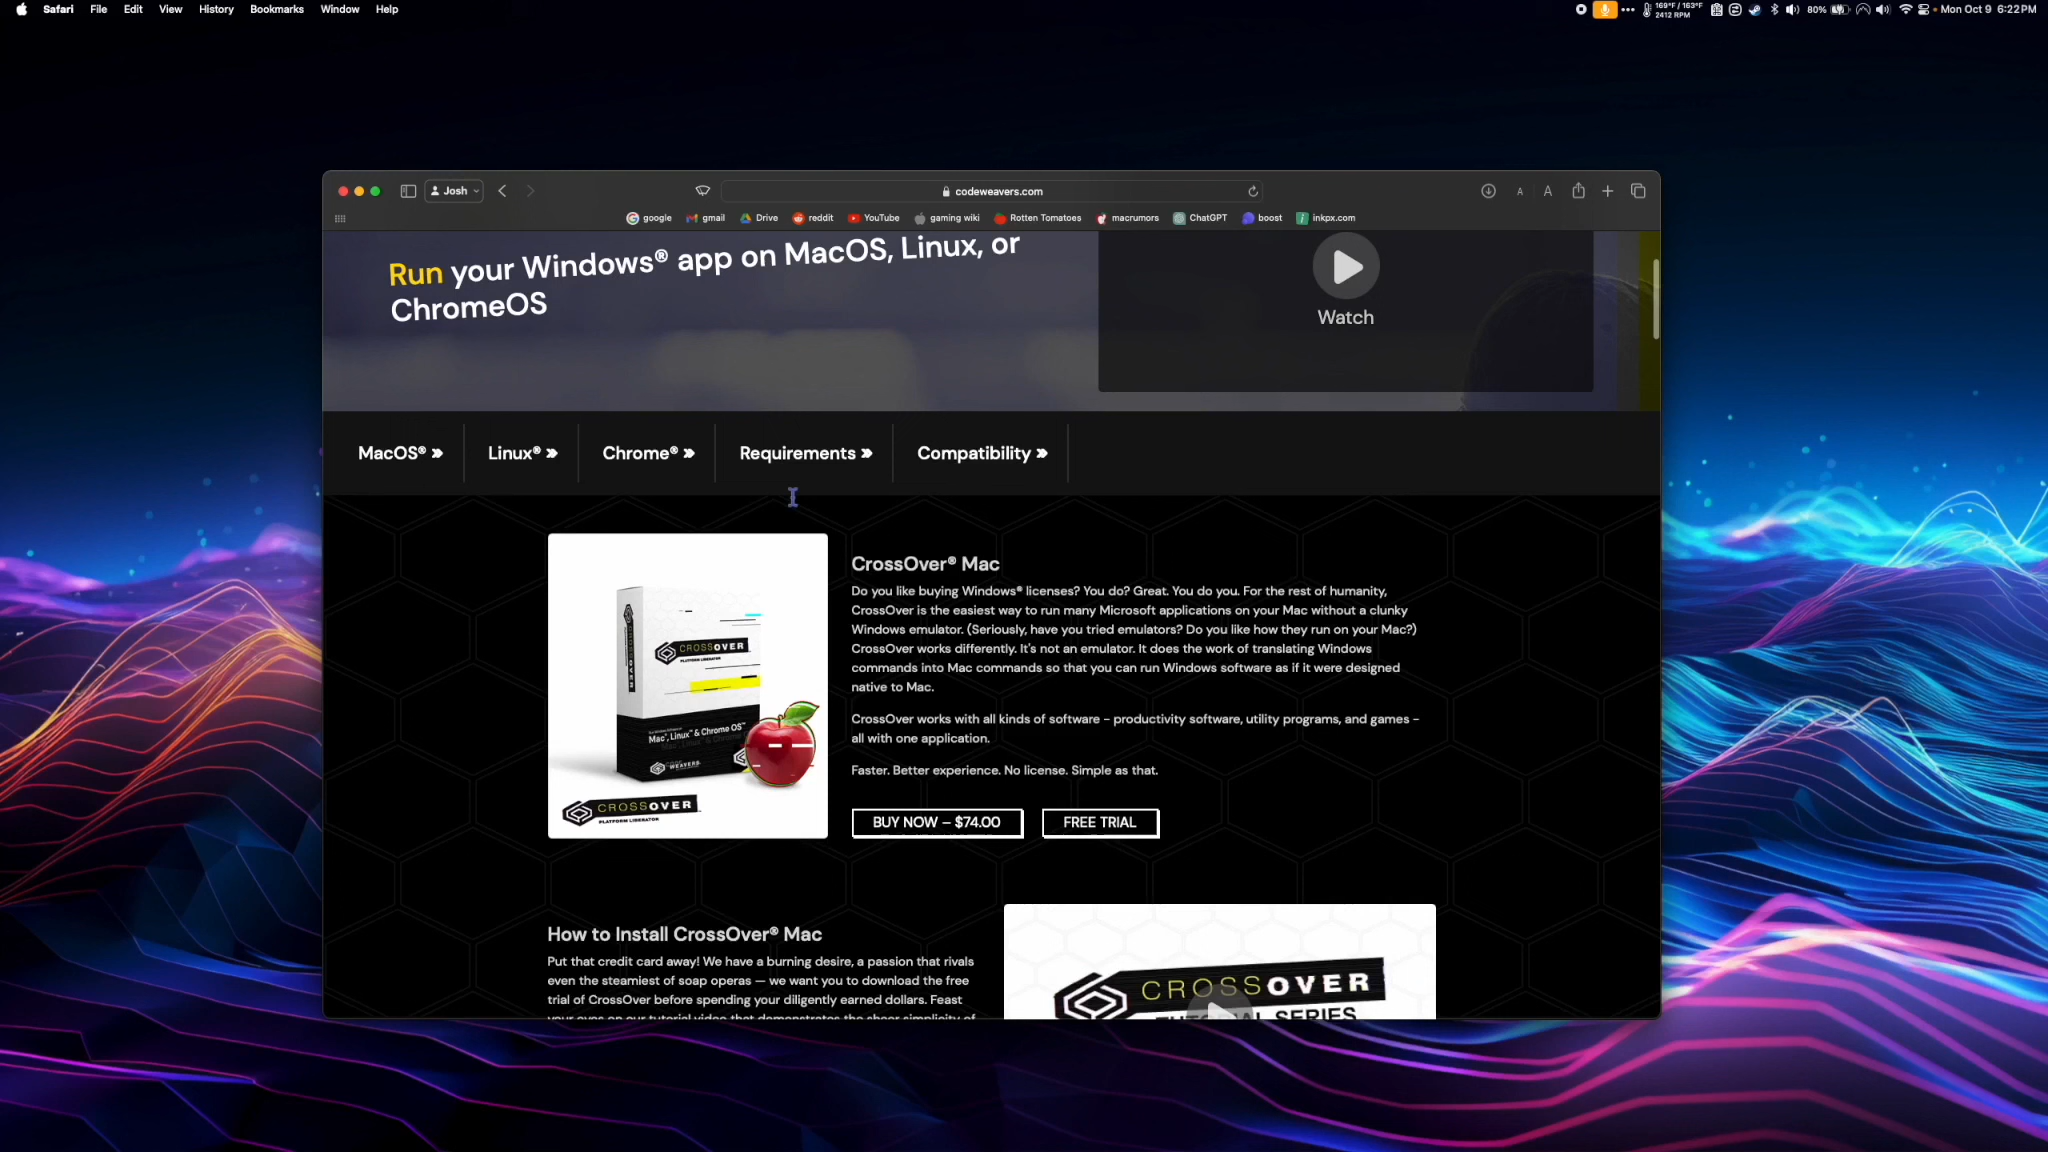 Safari File Edit View History Bookmarks Window Help
169°F / 163°F
2412 RPM
80%
Mon Oct 9 6:22 PM
Josh
codeweavers.com
A A
google gmail Drive reddit YouTube gaming wiki Rotten Tomatoes macrumors ChatGPT boost inkpx.com
Run your Windows® app on MacOS, Linux, or
ChromeOS
Watch
MacOS® » Linux® » Chrome® » Requirements » Compatibility »
CROSSOVER
PLATFORM LIBERATOR
CROSSOVER
Mac™, Linux™ & Chrome OS™
WEAVERS
CROSSOVER
PLATFORM LIBERATOR
CrossOver® Mac
Do you like buying Windows® licenses? You do? Great. You do you. For the rest of humanity,
CrossOver is the easiest way to run many Microsoft applications on your Mac without a clunky
Windows emulator. (Seriously, have you tried emulators? Do you like how they run on your Mac?)
CrossOver works differently. It's not an emulator. It does the work of translating Windows
commands into Mac commands so that you can run Windows software as if it were designed
native to Mac.
CrossOver works with all kinds of software - productivity software, utility programs, and games -
all with one application.
Faster. Better experience. No license. Simple as that.
BUY NOW – $74.00
FREE TRIAL
How to Install CrossOver® Mac
Put that credit card away! We have a burning desire, a passion that rivals
even the steamiest of soap operas — we want you to download the free
trial of CrossOver before spending your diligently earned dollars. Feast
your eyes on our tutorial video that demonstrates the sheer simplicity of
CROSSOVER
TUTORIAL SERIES